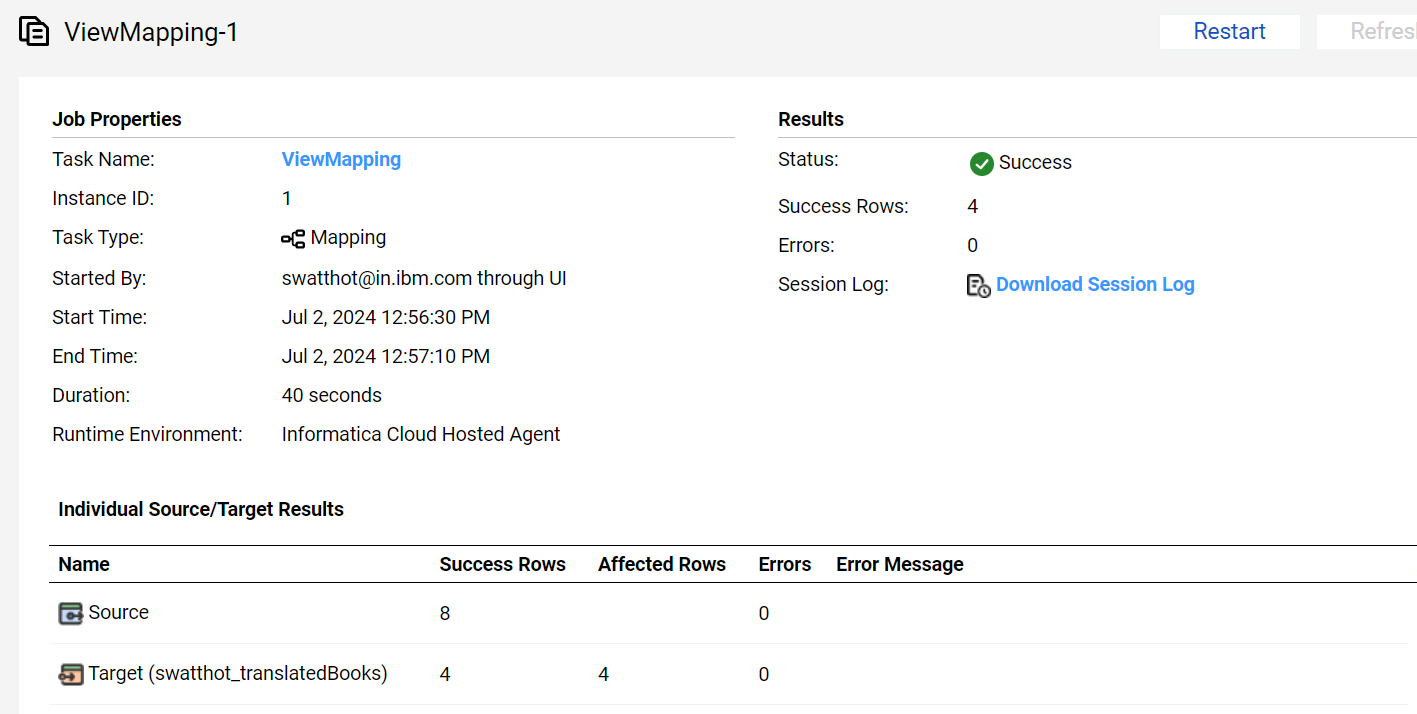 ViewMapping-1
Restart
Job Properties
Task Name: ViewMapping
Instance ID: 1
Task Type: Mapping
Started By: swatthot@in.ibm.com through UI
Start Time: Jul 2, 2024 12:56:30 PM
End Time: Jul 2, 2024 12:57:10 PM
Duration: 40 seconds
Runtime Environment: Informatica Cloud Hosted Agent
Results
Status: Success
Success Rows: 4
Errors: 0
Session Log: Download Session Log
Individual Source/Target Results
Name Success Rows Affected Rows Errors Error Message
Source 8 0
Target (swatthot_translatedBooks) 4 4 0